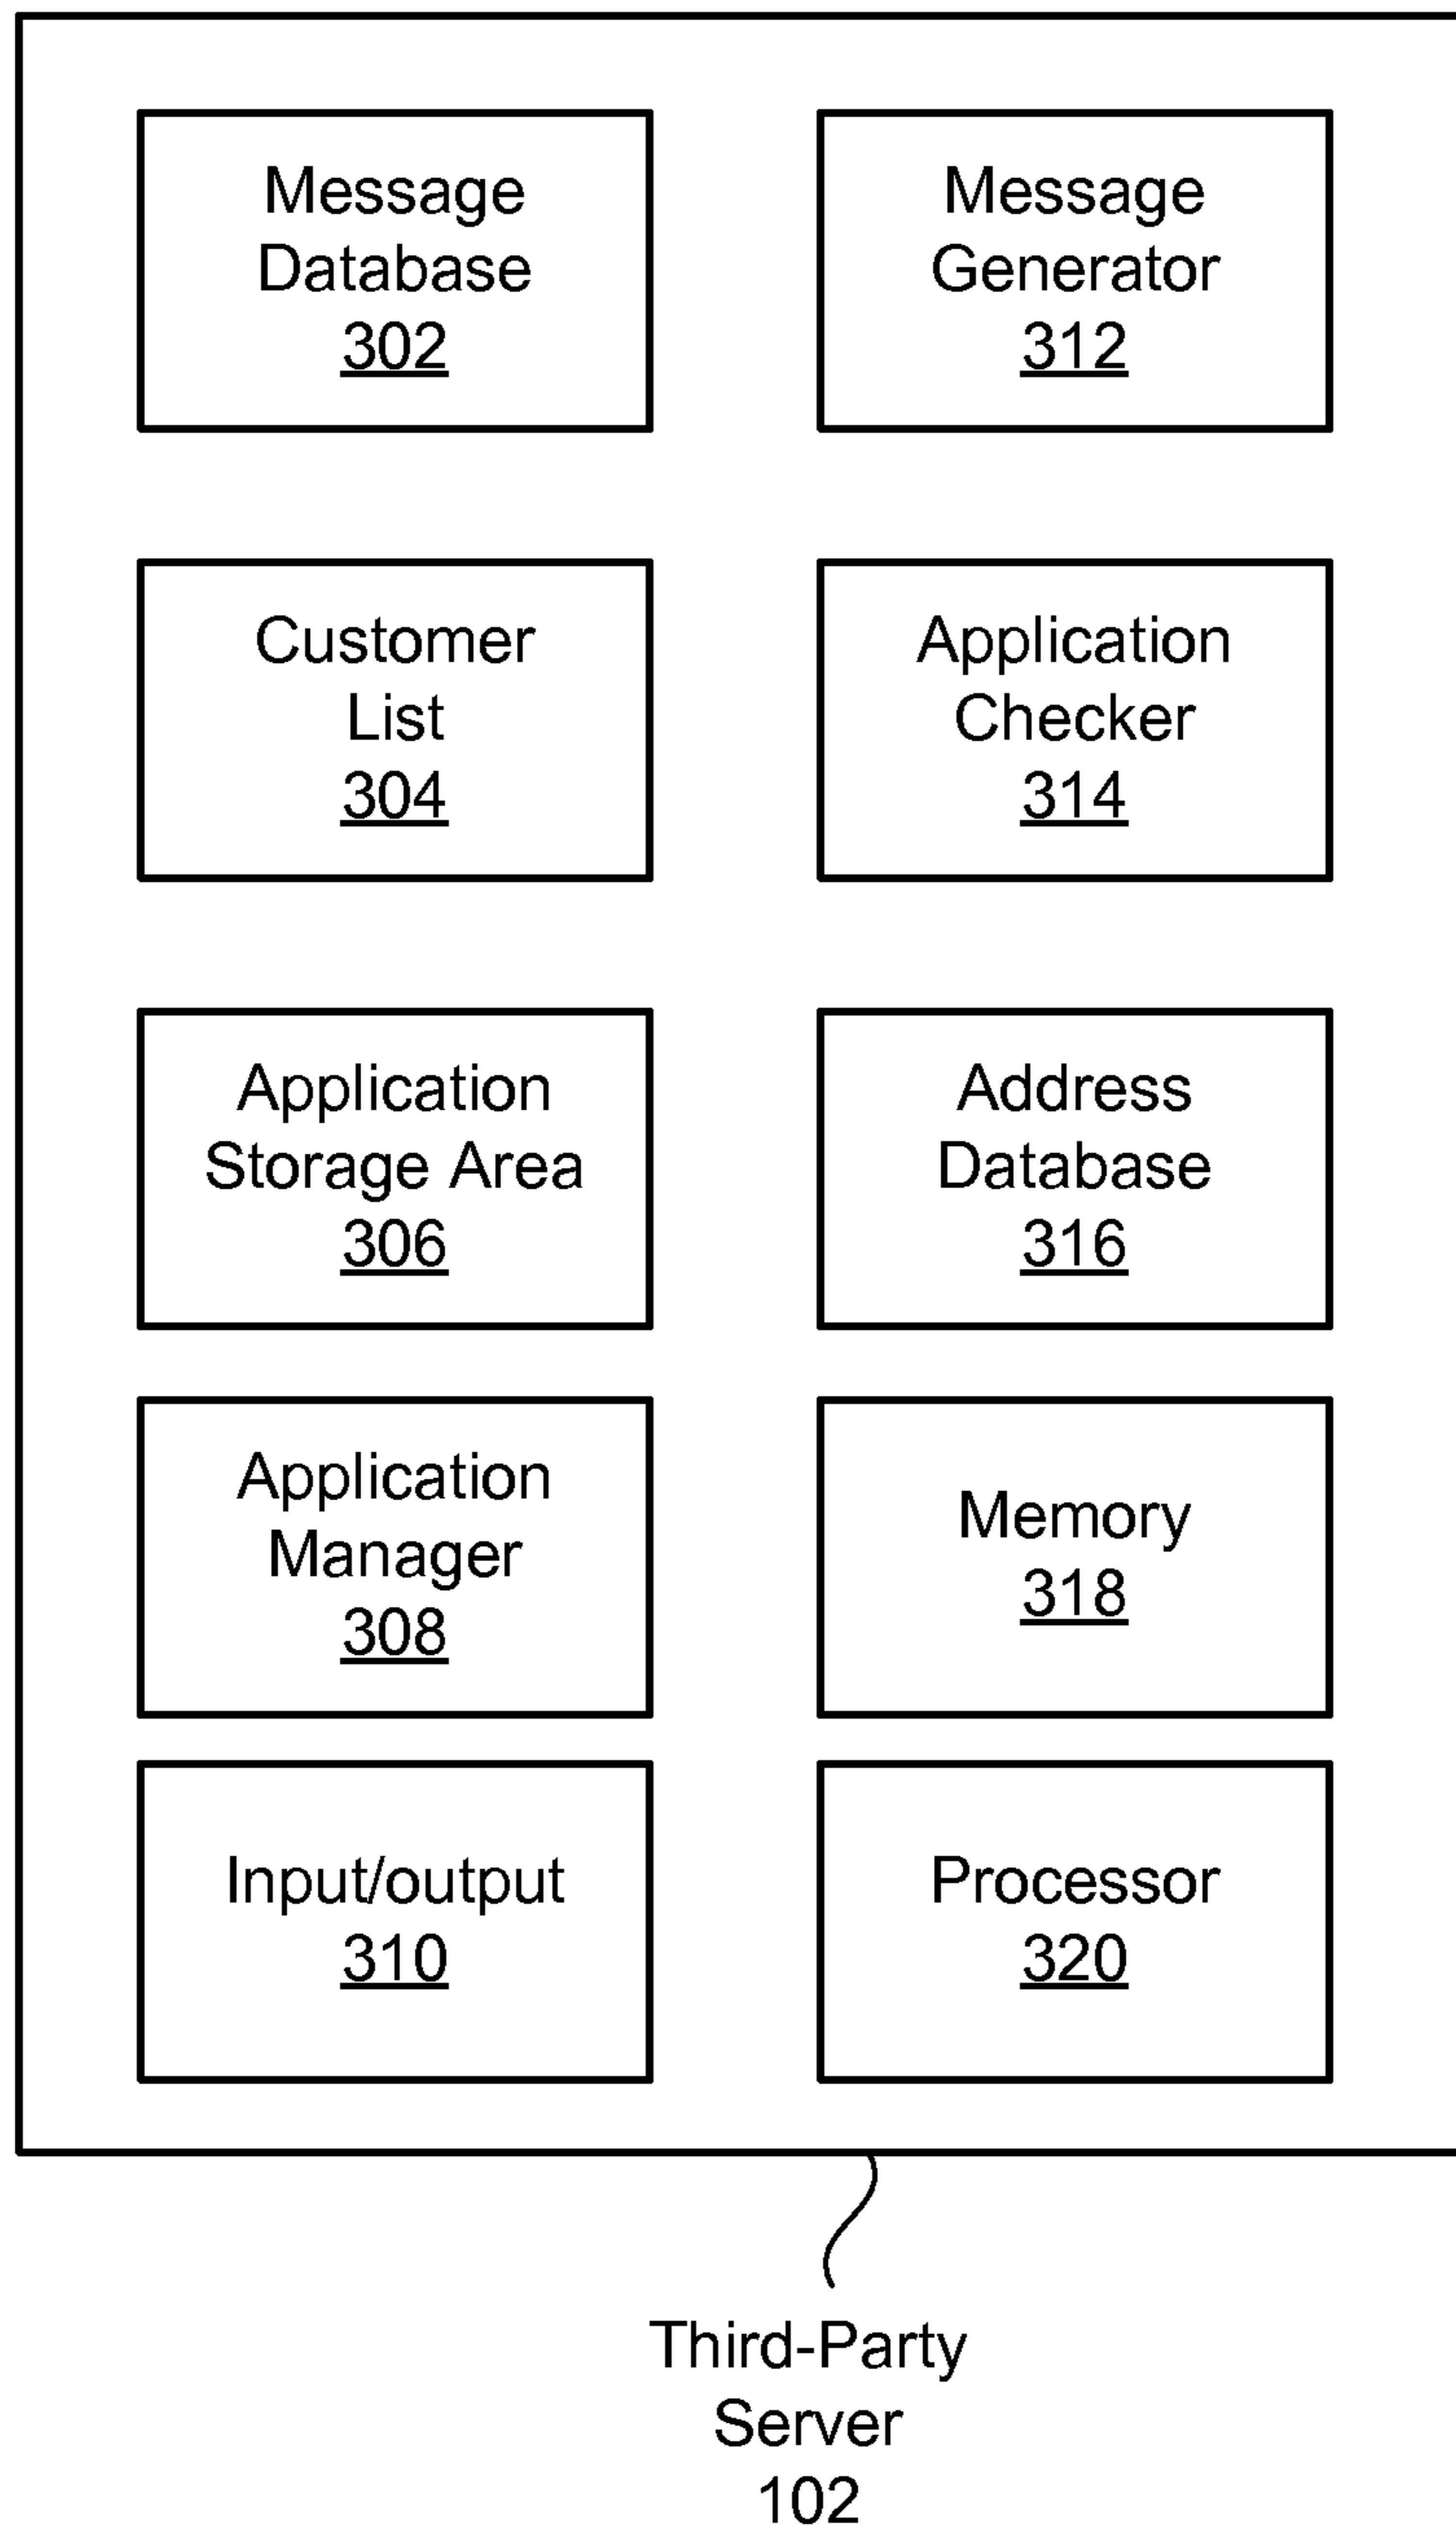 Message
Database
302
Message
Generator
312
Customer
List
304
Application
Checker
314
Application
Storage Area
306
Address
Database
316
Application
Manager
308
Memory
318
Input/output
310
Processor
320
Third-Party
Server
102